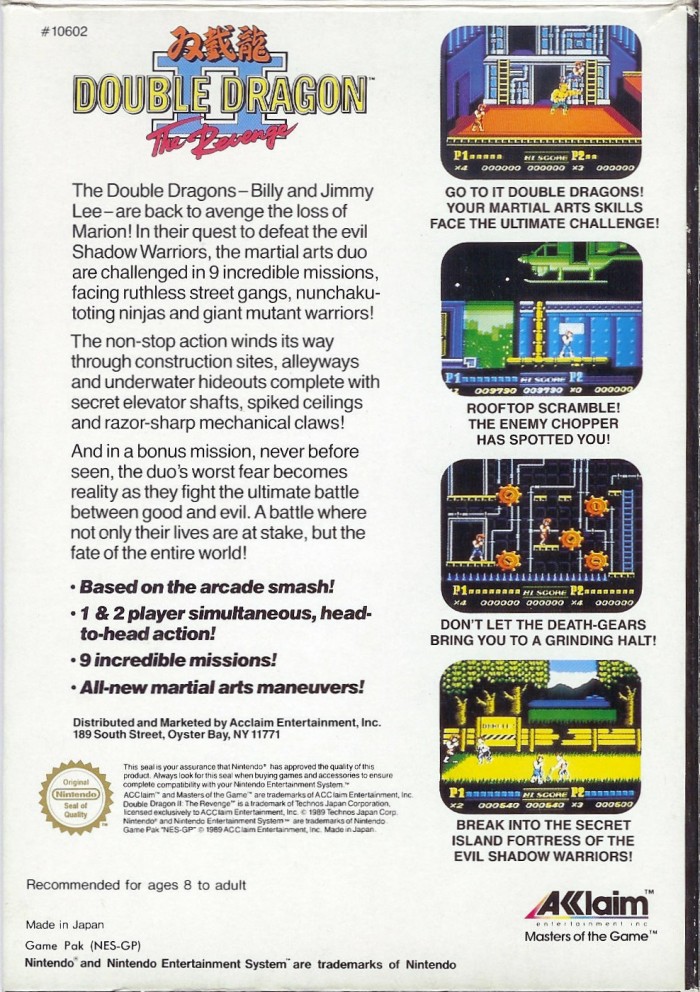 #10602
双截龍
II
DOUBLE DRAGON™
The Revenge
The Double Dragons–Billy and Jimmy
Lee–are back to avenge the loss of
Marion! In their quest to defeat the evil
Shadow Warriors, the martial arts duo
are challenged in 9 incredible missions,
facing ruthless street gangs, nunchaku-
toting ninjas and giant mutant warriors!
The non-stop action winds its way
through construction sites, alleyways
and underwater hideouts complete with
secret elevator shafts, spiked ceilings
and razor-sharp mechanical claws!
And in a bonus mission, never before
seen, the duo's worst fear becomes
reality as they fight the ultimate battle
between good and evil. A battle where
not only their lives are at stake, but the
fate of the entire world!
• Based on the arcade smash!
• 1 & 2 player simultaneous, head-
to-head action!
• 9 incredible missions!
• All-new martial arts maneuvers!
Distributed and Marketed by Acclaim Entertainment, Inc.
189 South Street, Oyster Bay, NY 11771
Original
Nintendo
Seal of
Quality
This seal is your assurance that Nintendo® has approved the quality of this
product. Always look for this seal when buying games and accessories to ensure
complete compatibility with your Nintendo Entertainment System.™
ACClaim™ and Masters of the Game™ are trademarks of ACClaim Entertainment, Inc.
Double Dragon II: The Revenge™ is a trademark of Technos Japan Corporation,
licensed exclusively to ACClaim Entertainment, Inc. © 1989 Technos Japan Corp.
Nintendo® and Nintendo Entertainment System™ are trademarks of Nintendo.
Game Pak "NES-GP" © 1989 ACClaim Entertainment, Inc. Made in Japan.
Recommended for ages 8 to adult
Made in Japan
Game Pak (NES-GP)
Nintendo® and Nintendo Entertainment System™ are trademarks of Nintendo
P1 HI SCORE P2
×4 000000 000000 ×3 000000
GO TO IT DOUBLE DRAGONS!
YOUR MARTIAL ARTS SKILLS
FACE THE ULTIMATE CHALLENGE!
P1 HI SCORE P2
009790 009790 ×0 000000
ROOFTOP SCRAMBLE!
THE ENEMY CHOPPER
HAS SPOTTED YOU!
P1 HI SCORE P2
×4 000000 000000 ×4 000000
DON'T LET THE DEATH-GEARS
BRING YOU TO A GRINDING HALT!
P1 HI SCORE P2
×2 000640 000640 ×3 000600
BREAK INTO THE SECRET
ISLAND FORTRESS OF THE
EVIL SHADOW WARRIORS!
AKklaim™
entertainment inc
Masters of the Game™